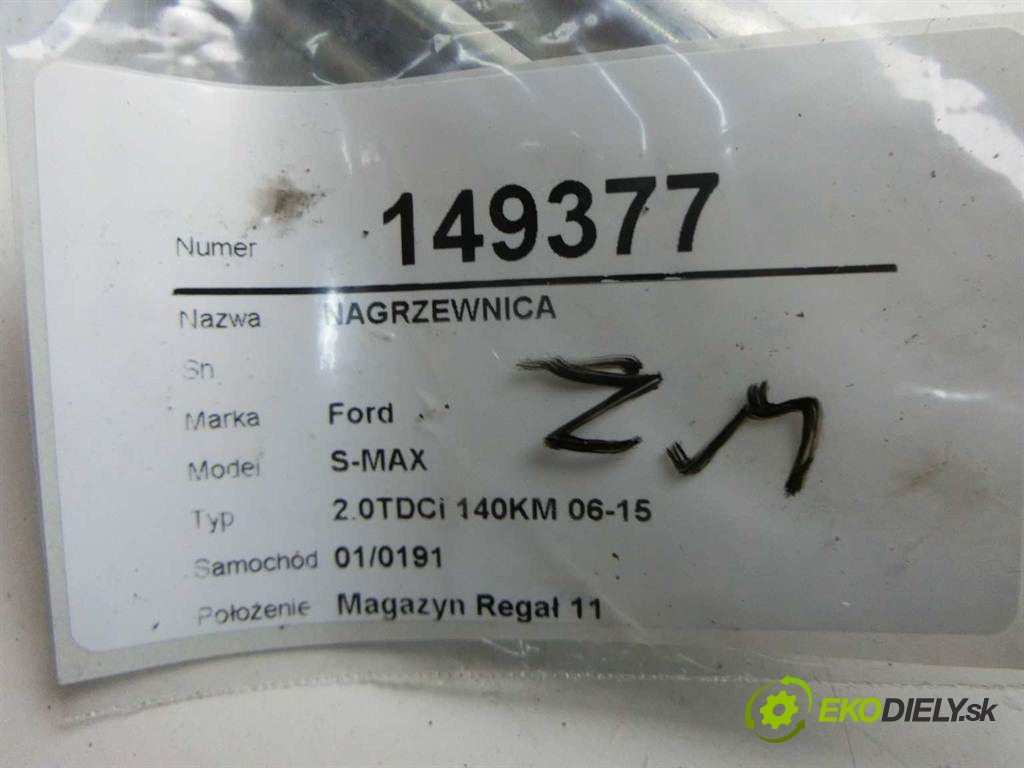 Numer 149377
Nazwa NAGRZEWNICA
Sn
Marka Ford
Model S-MAX
Typ 2.0TDCi 140KM 06-15
Samochód 01/0191
Położenie Magazyn Regał 11
EKODIELY.sk